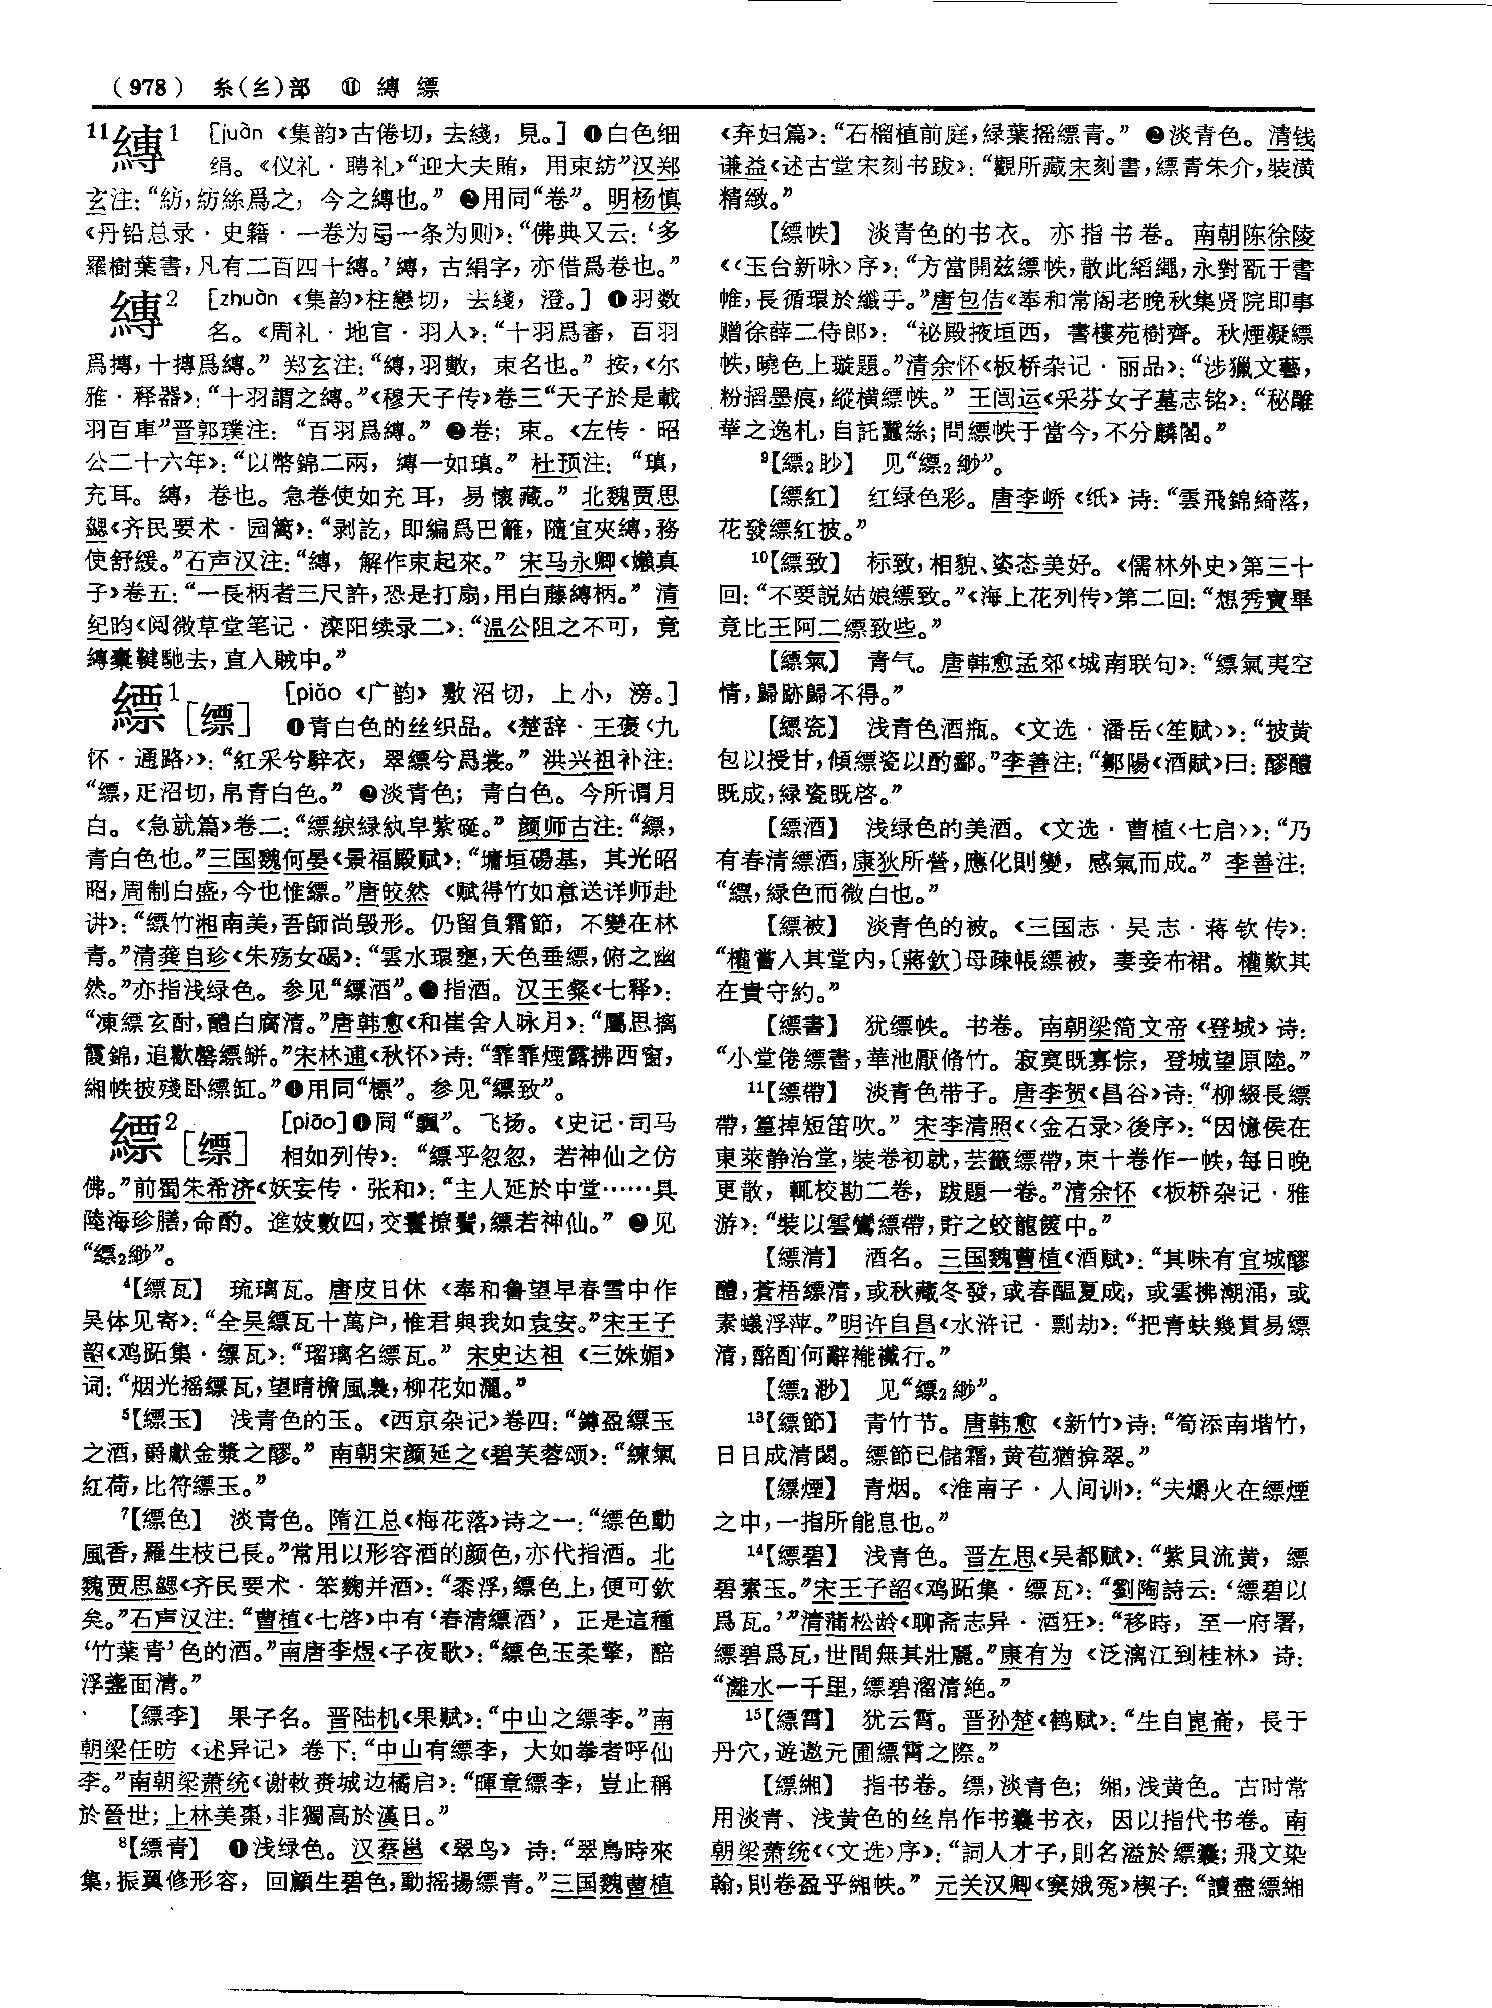 (978) 糸(纟)部 ⑪ 縳 縹
11縳1 [juàn《集韵》古倦切，去綫，見。]❶白色细
绢。《仪礼·聘礼》“迎大夫賄，用束紡”汉郑
玄注：“紡，紡絲爲之，今之縳也。”❷用同“卷”。明杨慎
《丹铅总录·史籍·一卷为弓一条为则》：“佛典又云：‘多
羅樹葉書，凡有二百四十縳。’縳，古絹字，亦借爲卷也。”
縳2 [zhuàn《集韵》柱戀切，去綫，澄。]❶羽数
名。《周礼·地官·羽人》：“十羽爲審，百羽
爲摶，十摶爲縳。”郑玄注：“縳，羽數，束名也。”按，《尔
雅·释器》：“十羽謂之縳。”《穆天子传》卷三“天子於是載
羽百車”晋郭璞注：“百羽爲縳。”❷卷；束。《左传·昭
公二十六年》：“以幣錦二兩，縳一如瑱。”杜预注：“瑱，
充耳。縳，卷也。急卷使如充耳，易懷藏。”北魏贾思
勰《齐民要术·园篱》：“剥訖，即編爲巴籬，隨宜夾縳，務
使舒緩。”石声汉注：“縳，解作束起來。”宋马永卿《嬾真
子》卷五：“一長柄者三尺許，恐是打扇，用白藤縳柄。”清
纪昀《阅微草堂笔记·滦阳续录二》：“温公阻之不可，竟
縳橐鞬馳去，直入賊中。”
縹1[缥] [piǎo《广韵》敷沼切，上小，滂。]
❶青白色的丝织品。《楚辞·王褒〈九
怀·通路〉》：“紅采兮騂衣，翠縹兮爲裳。”洪兴祖补注：
“縹，疋沼切，帛青白色。”❷淡青色；青白色。今所谓月
白。《急就篇》卷二：“縹綟緑紈皁紫硟。”颜师古注：“縹，
青白色也。”三国魏何晏《景福殿赋》：“墉垣碭基，其光昭
昭，周制白盛，今也惟縹。”唐皎然《赋得竹如意送详师赴
讲》：“縹竹湘南美，吾師尚毁形。仍留負霜節，不變在林
青。”清龚自珍《朱殇女碣》：“雲水環壅，天色垂縹，俯之幽
然。”亦指浅绿色。参见“縹酒”。❸指酒。汉王粲《七释》：
“凍縹玄酎，醴白腐清。”唐韩愈《和崔舍人咏月》：“屬思摛
霞錦，追歡罄縹缾。”宋林逋《秋怀》诗：“霏霏煙露拂西窗，
緗帙披殘卧縹缸。”❹用同“標”。参见“縹致”。
縹2[缥] [piāo]❶同“飄”。飞扬。《史记·司马
相如列传》：“縹乎忽忽，若神仙之仿
佛。”前蜀朱希济《妖妄传·张和》：“主人延於中堂……具
陸海珍膳，命酌。進妓數四，交鬟撩鬢，縹若神仙。”❷见
“縹2緲”。
4【縹瓦】 琉璃瓦。唐皮日休《奉和鲁望早春雪中作
吴体见寄》：“全吴縹瓦十萬户，惟君與我如袁安。”宋王子
韶《鸡跖集·缥瓦》：“瑠璃名縹瓦。”宋史达祖《三姝媚》
词：“烟光摇縹瓦，望晴檐風裊，柳花如灑。”
5【縹玉】 浅青色的玉。《西京杂记》卷四：“罇盈縹玉
之酒，爵獻金漿之醪。”南朝宋颜延之《碧芙蓉颂》：“練氣
紅荷，比符縹玉。”
7【縹色】 淡青色。隋江总《梅花落》诗之一：“縹色動
風香，羅生枝已長。”常用以形容酒的颜色，亦代指酒。北
魏贾思勰《齐民要术·笨麴并酒》：“黍浮，縹色上，便可飲
矣。”石声汉注：“曹植《七啓》中有‘春清縹酒’，正是這種
‘竹葉青’色的酒。”南唐李煜《子夜歌》：“縹色玉柔擎，醅
浮盞面清。”
【縹李】 果子名。晋陆机《果赋》：“中山之縹李。”南
朝梁任昉《述异记》卷下：“中山有縹李，大如拳者呼仙
李。”南朝梁萧统《谢敕赉城边橘启》：“暉章縹李，豈止稱
於晉世；上林美棗，非獨高於漢日。”
8【縹青】 ❶浅绿色。汉蔡邕《翠鸟》诗：“翠鳥時來
集，振翼修形容，回顧生碧色，動摇揚縹青。”三国魏曹植
《弃妇篇》：“石榴植前庭，緑葉摇縹青。”❷淡青色。清钱
谦益《述古堂宋刻书跋》：“觀所藏宋刻書，縹青朱介，裝潢
精緻。”
【縹帙】 淡青色的书衣。亦指书卷。南朝陈徐陵
《〈玉台新咏〉序》：“方當開兹縹帙，散此縚繩，永對翫于書
帷，長循環於纖手。”唐包佶《奉和常阁老晚秋集贤院即事
赠徐薛二侍郎》：“祕殿掖垣西，書樓苑樹齊。秋煙凝縹
帙，曉色上璇題。”清余怀《板桥杂记·丽品》：“涉獵文藝，
粉搯墨痕，縱横縹帙。”王闿运《采芬女子墓志铭》：“秘雕
華之逸札，自託蠶絲；問縹帙于當今，不分麟閣。”
9【縹2眇】 见“縹2緲”。
【縹紅】 红绿色彩。唐李峤《纸》诗：“雲飛錦綺落，
花發縹紅披。”
10【縹致】 标致，相貌、姿态美好。《儒林外史》第三十
回：“不要説姑娘縹致。”《海上花列传》第二回：“想秀寶畢
竟比王阿二縹致些。”
【縹氣】 青气。唐韩愈孟郊《城南联句》：“縹氣夷空
情，歸跡歸不得。”
【縹瓷】 浅青色酒瓶。《文选·潘岳〈笙赋〉》：“披黄
包以授甘，傾縹瓷以酌酃。”李善注：“鄒陽《酒賦》曰：醪醴
既成，緑瓷既啓。”
【縹酒】 浅绿色的美酒。《文选·曹植〈七启〉》：“乃
有春清縹酒，康狄所營，應化則變，感氣而成。”李善注：
“縹，緑色而微白也。”
【縹被】 淡青色的被。《三国志·吴志·蒋钦传》：
“權嘗入其堂内，〔蔣欽〕母疎帳縹被，妻妾布裙。權歎其
在貴守約。”
【縹書】 犹縹帙。书卷。南朝梁简文帝《登城》诗：
“小堂倦縹書，華池厭脩竹。寂寞既寡悰，登城望原陸。”
11【縹帶】 淡青色带子。唐李贺《昌谷》诗：“柳綴長縹
帶，篁掉短笛吹。”宋李清照《〈金石录〉後序》：“因憶侯在
東萊静治堂，裝卷初就，芸籤縹帶，束十卷作一帙，每日晚
更散，輒校勘二卷，跋題一卷。”清余怀《板桥杂记·雅
游》：“裝以雲鸞縹帶，貯之蛟龍篋中。”
【縹清】 酒名。三国魏曹植《酒赋》：“其味有宜城醪
醴，蒼梧縹清，或秋藏冬發，或春醖夏成，或雲拂潮涌，或
素蟻浮萍。”明许自昌《水浒记·剽劫》：“把青蚨幾貫易縹
清，酩酊何辭褦襶行。”
【縹2渺】 见“縹2緲”。
13【縹節】 青竹节。唐韩愈《新竹》诗：“筍添南堦竹，
日日成清閟。縹節已儲霜，黄苞猶揜翠。”
【縹煙】 青烟。《淮南子·人间训》：“夫爝火在縹煙
之中，一指所能息也。”
14【縹碧】 浅青色。晋左思《吴都赋》：“紫貝流黄，縹
碧素玉。”宋王子韶《鸡跖集·缥瓦》：“劉陶詩云：‘縹碧以
爲瓦。’”清蒲松龄《聊斋志异·酒狂》：“移時，至一府署，
縹碧爲瓦，世間無其壯麗。”康有为《泛漓江到桂林》诗：
“灕水一千里，縹碧溜清絶。”
15【縹霄】 犹云霄。晋孙楚《鹤赋》：“生自崑崙，長于
丹穴，遊遨元圃縹霄之際。”
【縹緗】 指书卷。縹，淡青色；緗，浅黄色。古时常
用淡青、浅黄色的丝帛作书囊书衣，因以指代书卷。南
朝梁萧统《〈文选〉序》：“詞人才子，則名溢於縹囊；飛文染
翰，則卷盈乎緗帙。”元关汉卿《窦娥冤》楔子：“讀盡縹緗